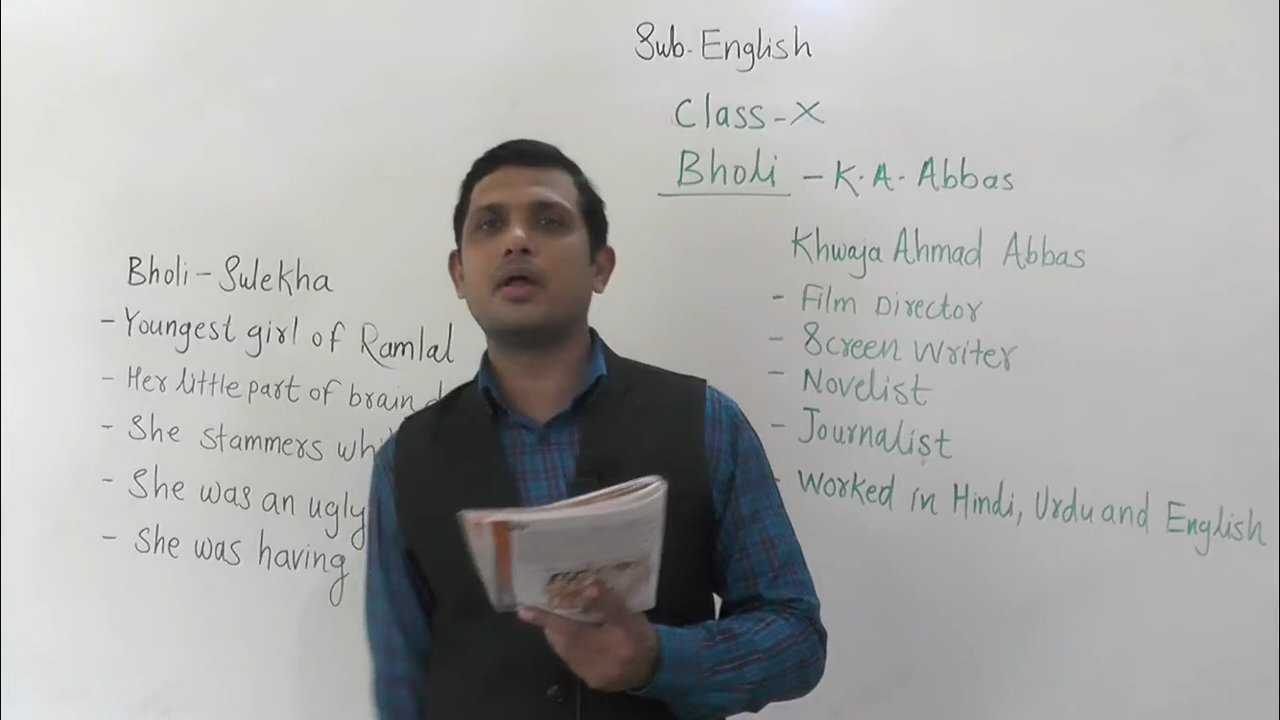 Sub-English
Class-X
Bholi - K.A. Abbas
Khwaja Ahmad Abbas
- Film Director
- Screen Writer
- Novelist
- Journalist
- Worked in Hindi, Urdu and English
Bholi - Sulekha
- Youngest girl of Ramlal
- Her little part of brain
- She stammers
- She was an ugly
- She was having